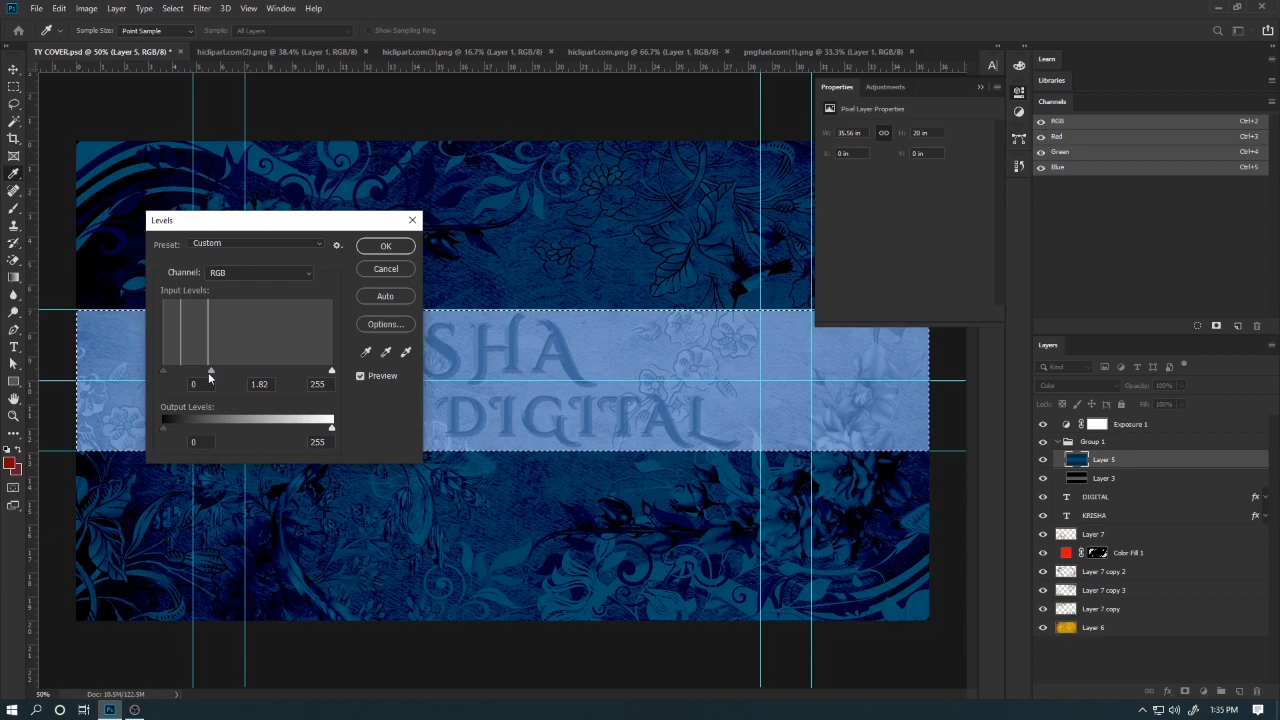 Ps File Edit Image Layer Type Select Filter 3D View Window Help
Sample Size: Point Sample Sample: All Layers Show Sampling Ring
TY COVER.psd @ 50% (Layer 5, RGB/8) * × hiclipart.com(2).png @ 38.4% (Layer 1, RGB/8) × hiclipart.com(3).png @ 16.7% (Layer 1, RGB/8) × hiclipart.com.png @ 66.7% (Layer 1, RGB/8) × pngfuel.com(1).png @ 33.3% (Layer 1, RGB/8) ×
Learn
Libraries
Channels
RGB Ctrl+2
Red Ctrl+3
Green Ctrl+4
Blue Ctrl+5
Properties Adjustments
Pixel Layer Properties
W: 35.56 in H: 20 in
X: 0 in Y: 0 in
Levels
Preset: Custom
OK
Cancel
Channel: RGB
Input Levels:
Auto
Options...
Preview
0 1.82 255
Output Levels:
0 255
SHA
DIGITAL
Layers
Kind
Color Opacity: 100%
Lock: Fill: 100%
Exposure 1
Group 1
Layer 5
Layer 3
T DIGITAL fx
T KRISHA fx
Layer 7
Color Fill 1
Layer 7 copy 2
Layer 7 copy 3
Layer 7 copy
Layer 6
50% Doc: 10.5M/122.5M
1:35 PM